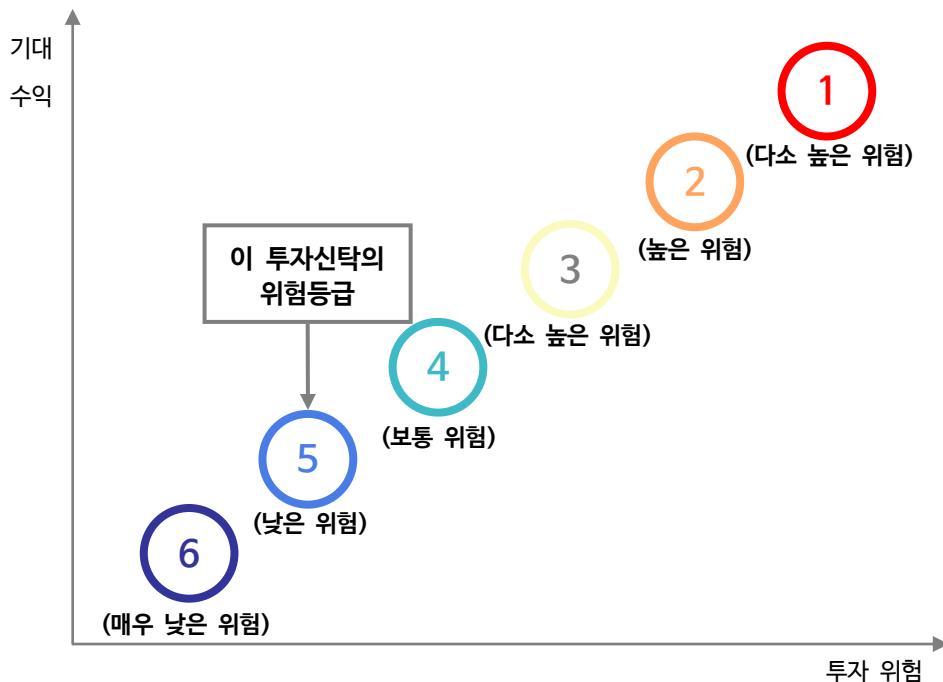 기대
수익
1
(다소 높은 위험)
2
(높은 위험)
이 투자신탁의
위험등급
3
(다소 높은 위험)
4
(보통 위험)
5
(낮은 위험)
6
(매우 낮은 위험)
투자 위험